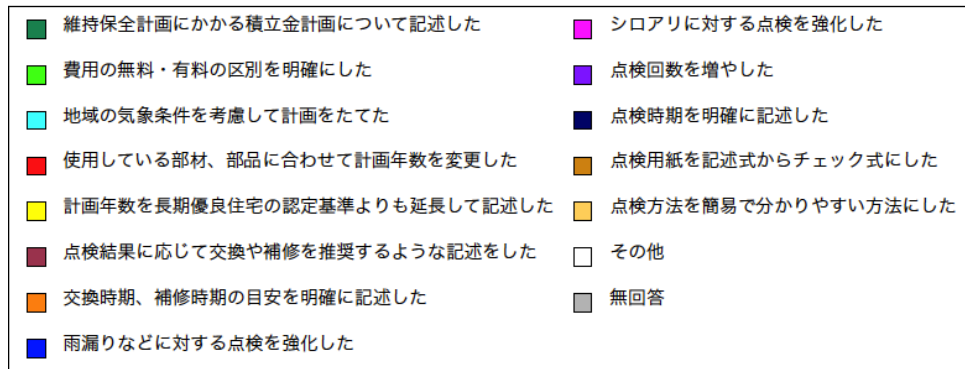 維持保全計画にかかる積立金計画について記述した
費用の無料・有料の区別を明確にした
地域の気象条件を考慮して計画をたてた
使用している部材、部品に合わせて計画年数を変更した
計画年数を長期優良住宅の認定基準よりも延長して記述した
点検結果に応じて交換や補修を推奨するような記述をした
交換時期、補修時期の目安を明確に記述した
雨漏りなどに対する点検を強化した
シロアリに対する点検を強化した
点検回数を増やした
点検時期を明確に記述した
点検用紙を記述式からチェック式にした
点検方法を簡易で分かりやすい方法にした
その他
無回答